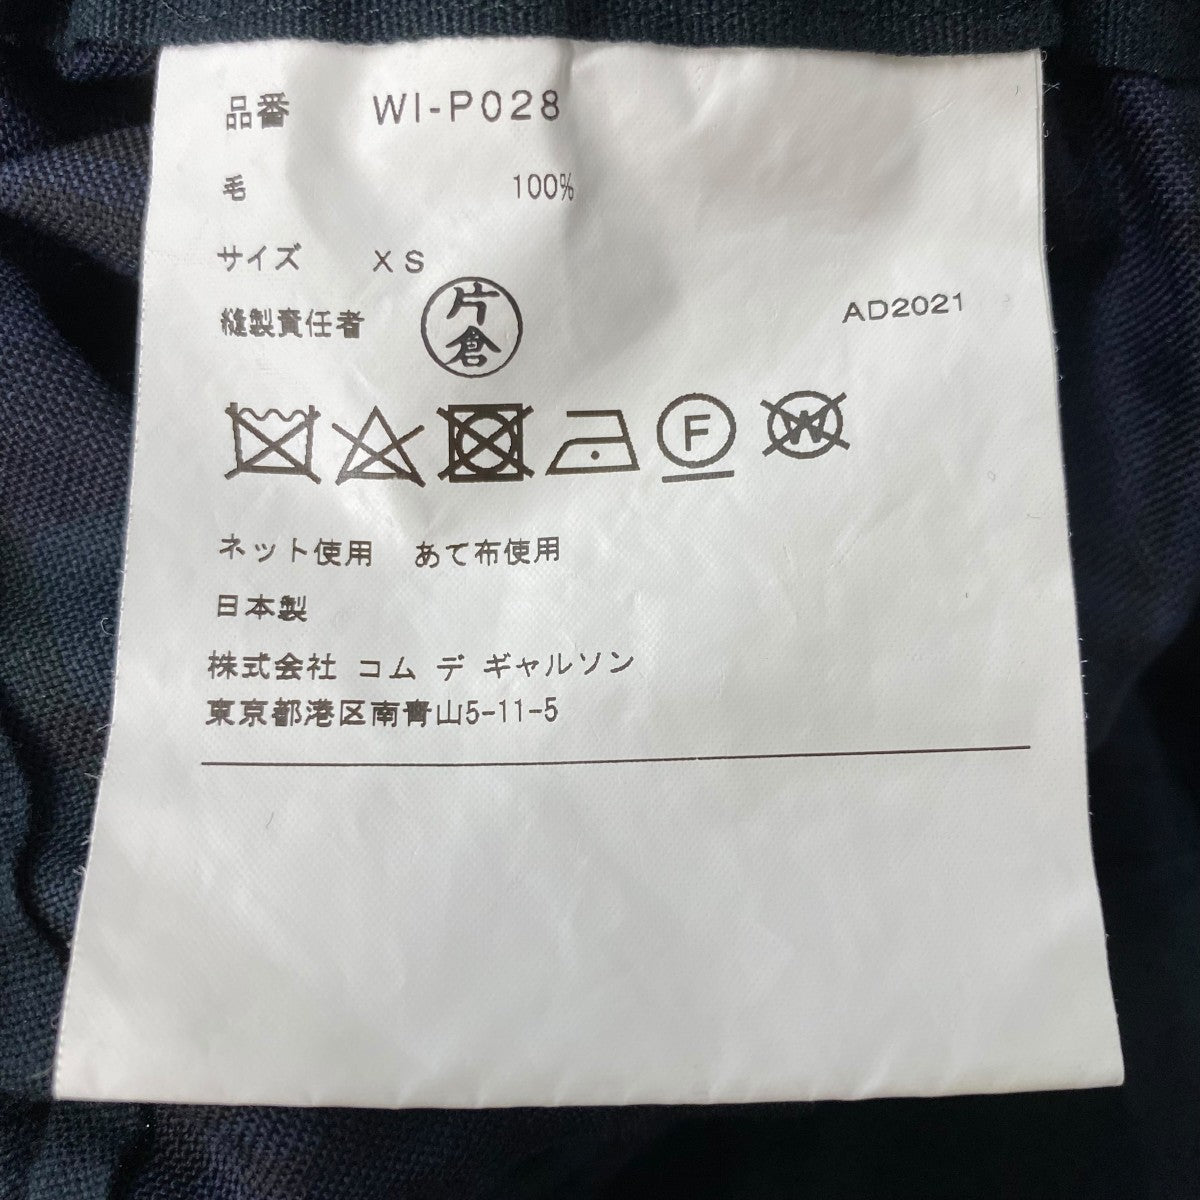 品番 WI-P028
毛 100%
サイズ XS
縫製責任者 片倉
AD2021
F W
ネット使用 あて布使用
日本製
株式会社 コム デ ギャルソン
東京都港区南青山5-11-5